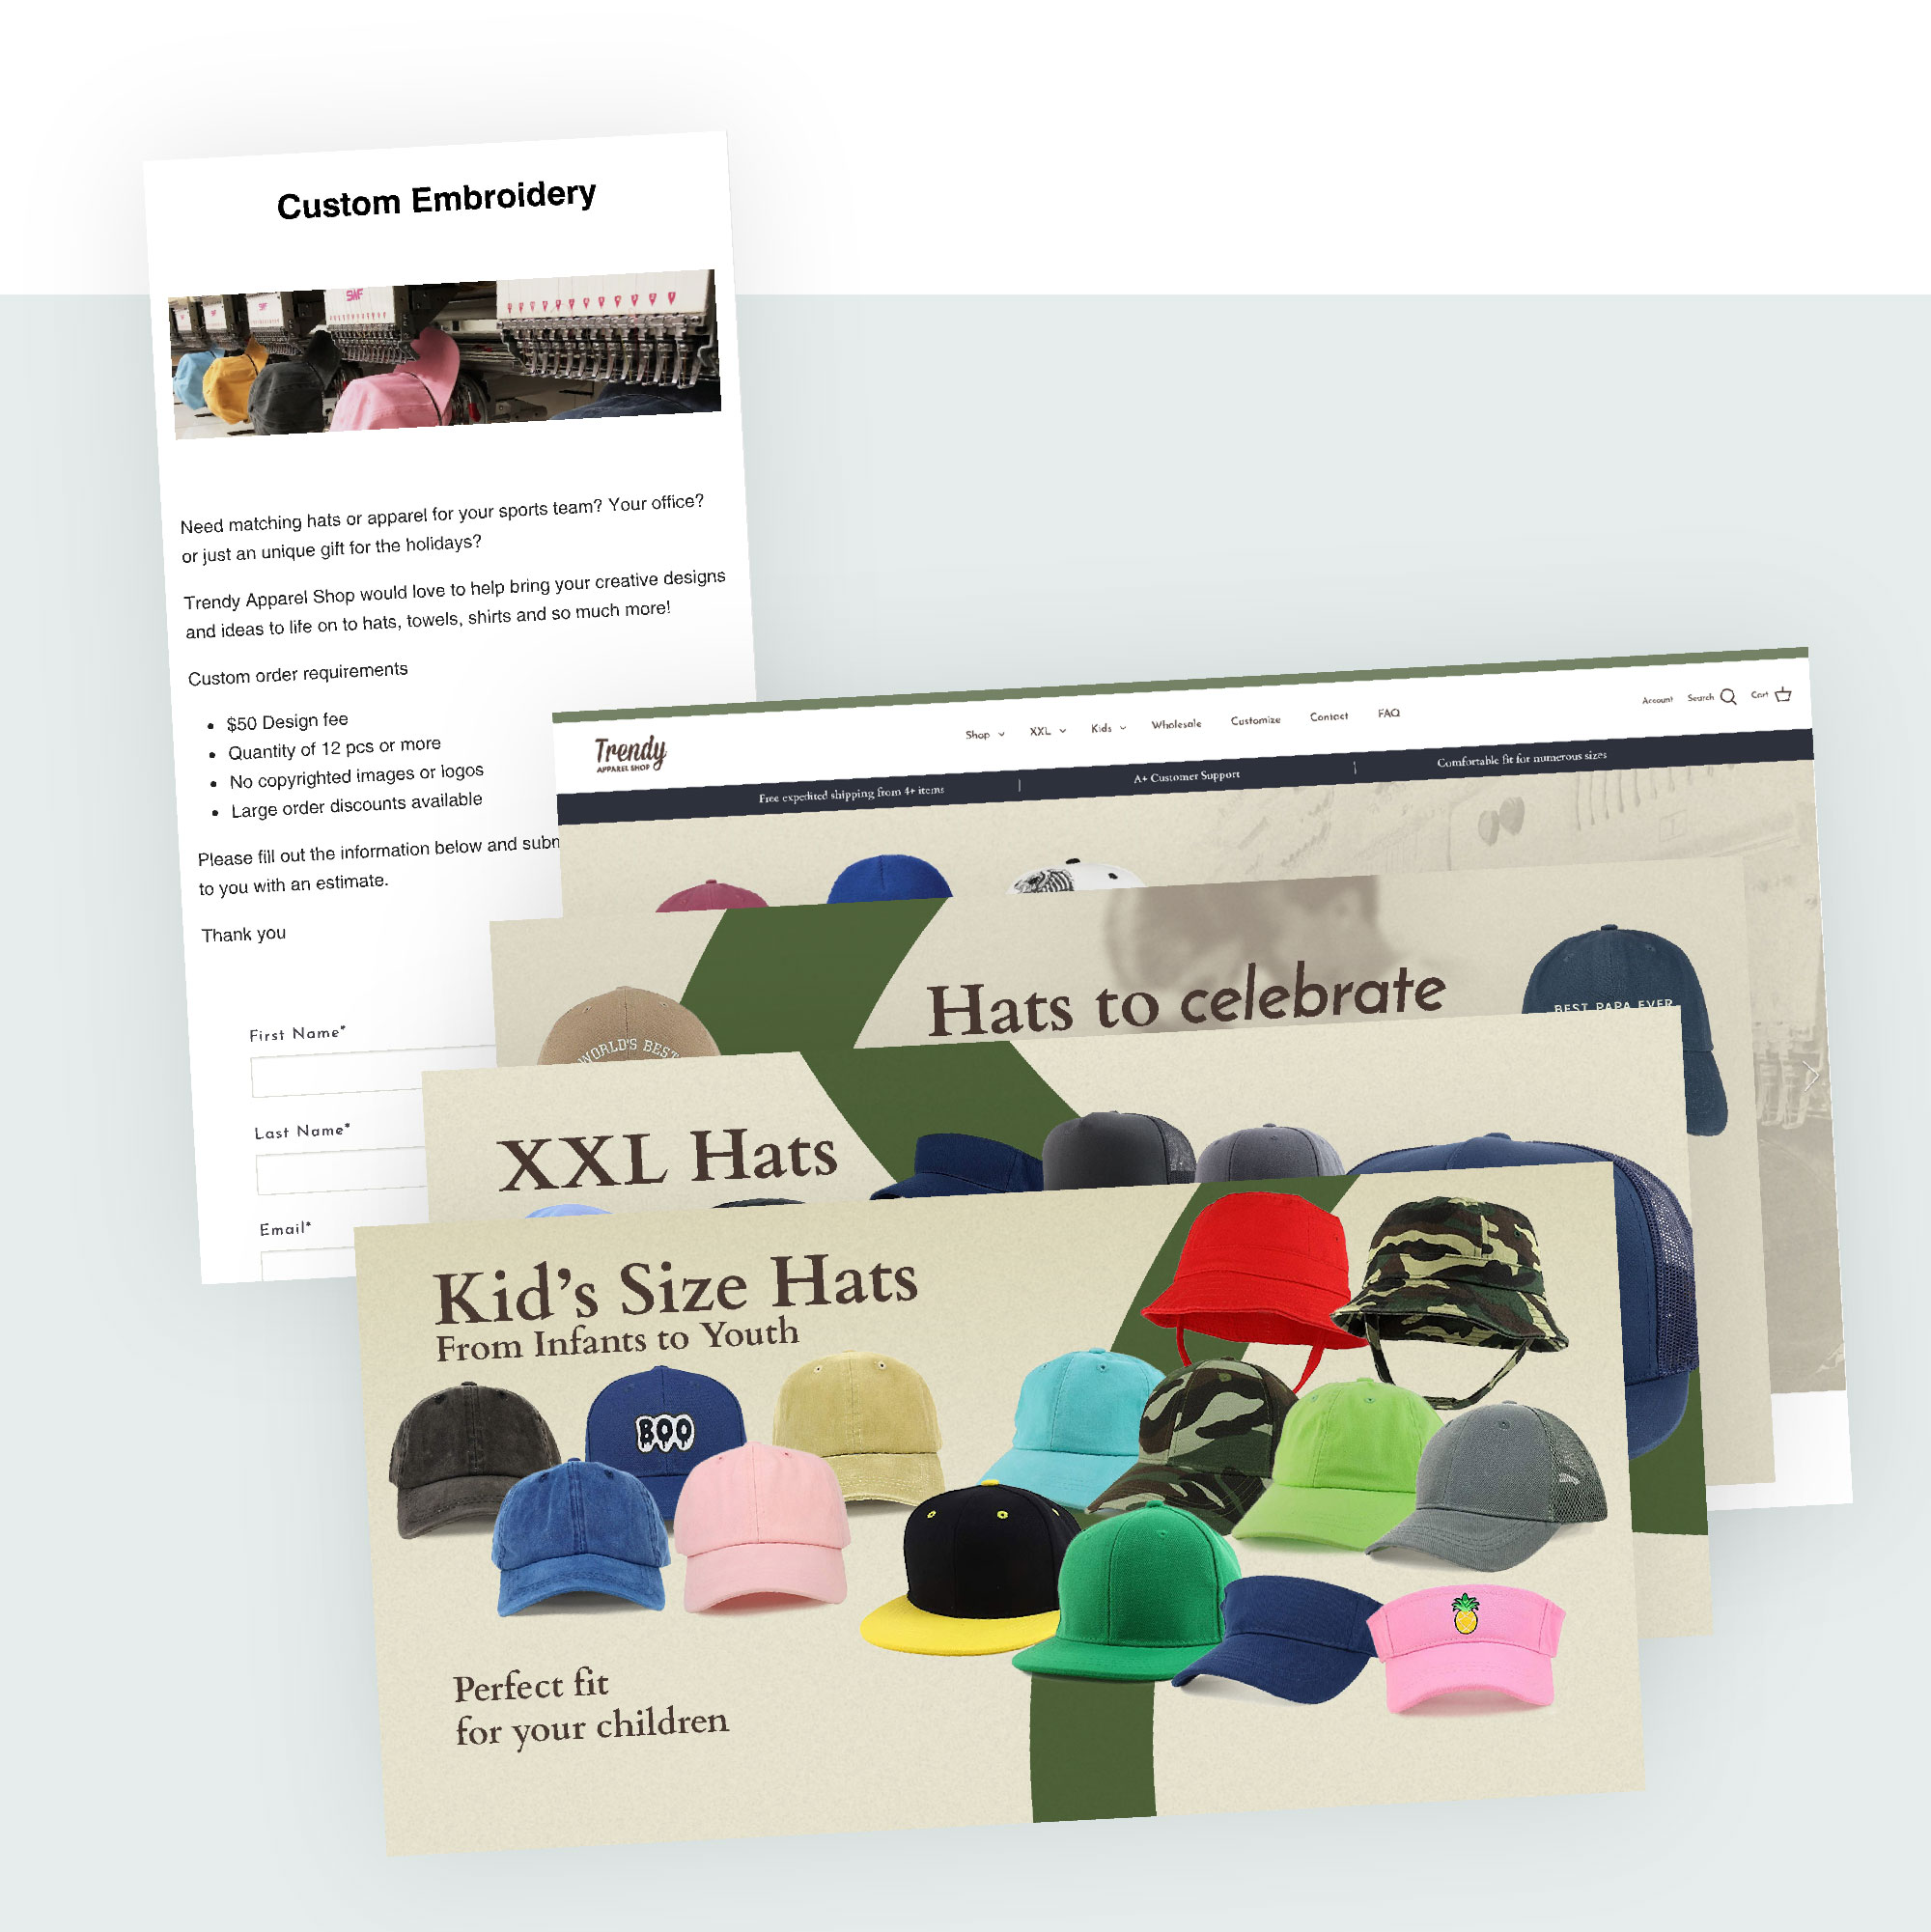 Custom Embroidery
SWF
SWF
SWF
Need matching hats or apparel for your sports team? Your office?
or just an unique gift for the holidays?
Trendy Apparel Shop would love to help bring your creative designs
and ideas to life on to hats, towels, shirts and so much more!
Custom order requirements
• $50 Design fee
• Quantity of 12 pcs or more
• No copyrighted images or logos
• Large order discounts available
Please fill out the information below and subm
to you with an estimate.
Thank you
First Name*
Last Name*
Email*
Trendy
APPAREL SHOP
Shop XXL Kids Wholesale Customize Contact FAQ
Account Search Cart
Free expedited shipping from 4+ items | A+ Customer Support | Comfortable fit for numerous sizes
Hats to celebrate
WORLD'S BEST
BEST PAPA EVER
XXL Hats
Kid's Size Hats
From Infants to Youth
BOO
Perfect fit
for your children